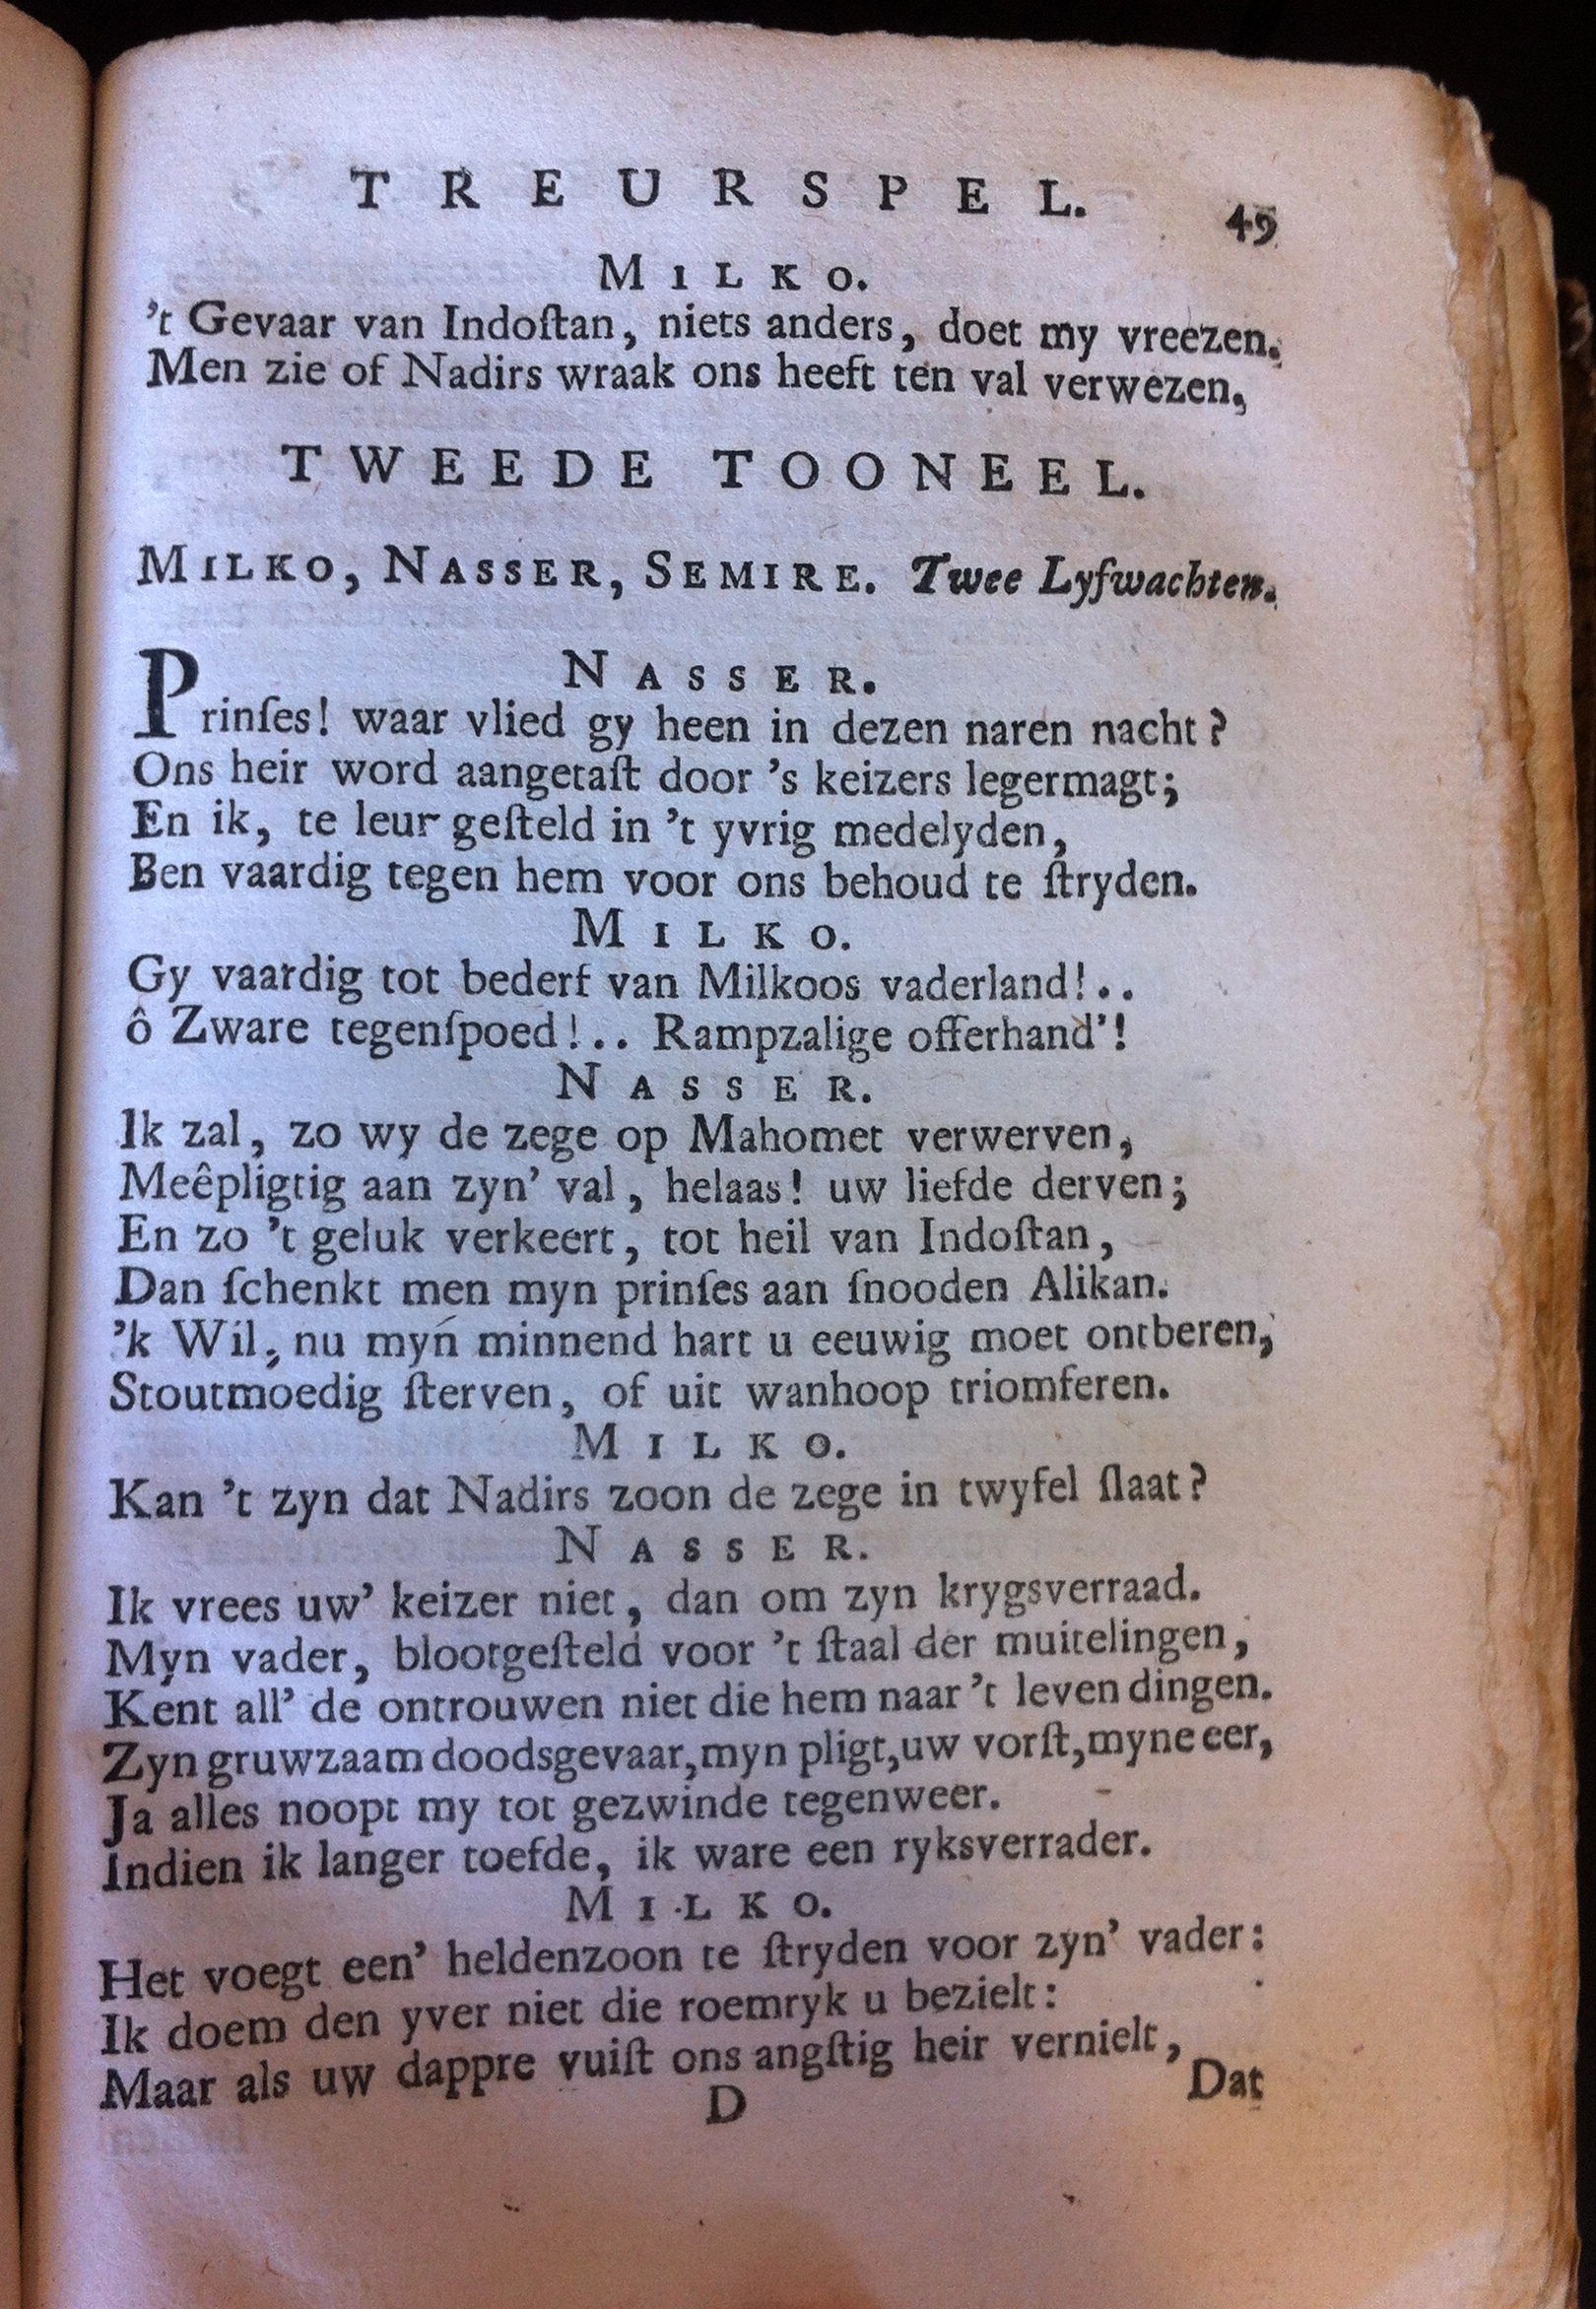 TREURSPEL. 49
MILKO.
't Gevaar van Indoſtan, niets anders, doet my vreezen.
Men zie of Nadirs wraak ons heeft ten val verwezen,
TWEEDE TOONEEL.
MILKO, NASSER, SEMIRE. Twee Lyfwachten.
NASSER.
Prinſes! waar vlied gy heen in dezen naren nacht?
Ons heir word aangetaſt door 's keizers legermagt;
En ik, te leur geſteld in 't yvrig medelyden,
Ben vaardig tegen hem voor ons behoud te ſtryden.
MILKO.
Gy vaardig tot bederf van Milkoos vaderland!..
ô Zware tegenſpoed!.. Rampzalige offerhand'!
NASSER.
Ik zal, zo wy de zege op Mahomet verwerven,
Meêpligtig aan zyn' val, helaas! uw liefde derven;
En zo 't geluk verkeert, tot heil van Indoſtan,
Dan ſchenkt men myn prinſes aan ſnooden Alikan.
'k Wil, nu myn minnend hart u eeuwig moet ontberen,
Stoutmoedig ſterven, of uit wanhoop triomferen.
MILKO.
Kan 't zyn dat Nadirs zoon de zege in twyfel ſlaat?
NASSER.
Ik vrees uw' keizer niet, dan om zyn krygsverraad.
Myn vader, blootgeſteld voor 't ſtaal der muitelingen,
Kent all' de ontrouwen niet die hem naar 't leven dingen.
Zyn gruwzaam doodsgevaar, myn pligt, uw vorſt, myne eer,
Ja alles noopt my tot gezwinde tegenweer.
Indien ik langer toefde, ik ware een ryksverrader.
MILKO.
Het voegt een' heldenzoon te ſtryden voor zyn' vader:
Ik doem den yver niet die roemryk u bezielt:
Maar als uw dappre vuiſt ons angſtig heir vernielt,
D Dat